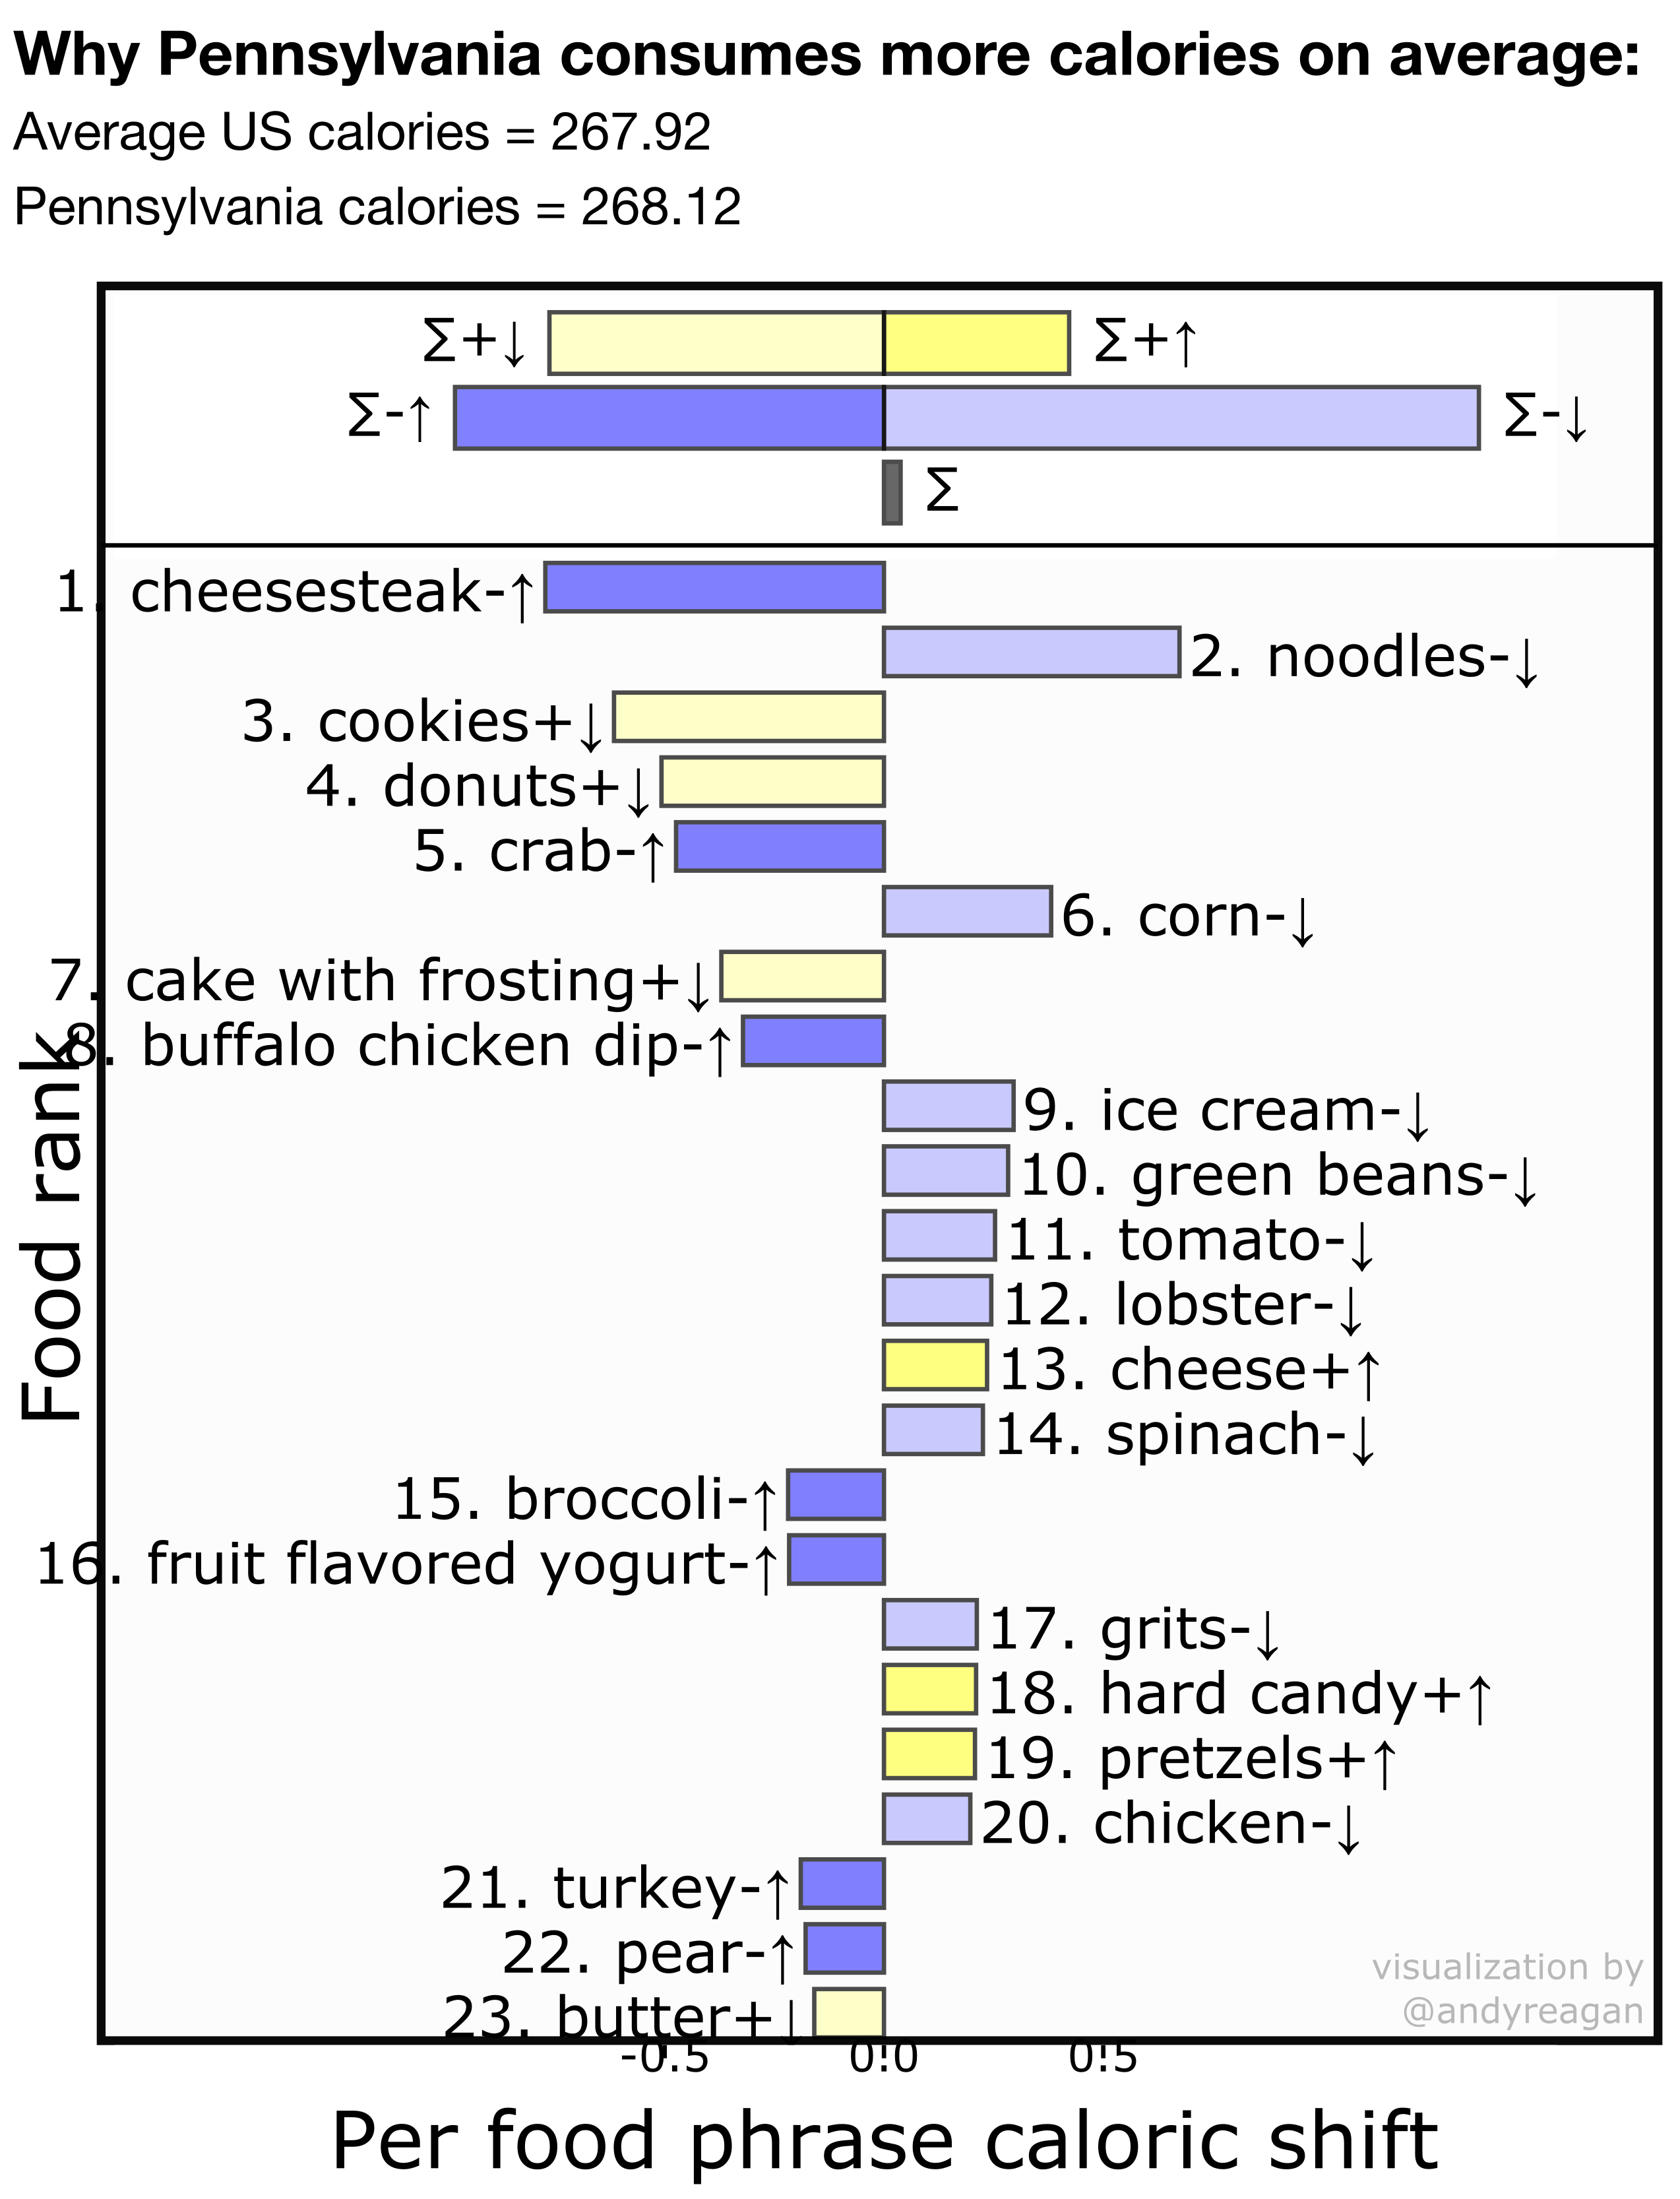 Why Pennsylvania consumes more calories on average:
Average US calories = 267.92
Pennsylvania calories = 268.12
∑+↓
∑+↑
∑-↑
∑-↓
∑
1. cheesesteak-↑
2. noodles-↓
3. cookies+↓
4. donuts+↓
5. crab-↑
6. corn-↓
7. cake with frosting+↓
8. buffalo chicken dip-↑
9. ice cream-↓
10. green beans-↓
11. tomato-↓
12. lobster-↓
13. cheese+↑
14. spinach-↓
15. broccoli-↑
16. fruit flavored yogurt-↑
17. grits-↓
18. hard candy+↑
19. pretzels+↑
20. chicken-↓
21. turkey-↑
22. pear-↑
23. butter+↓
Food rank
visualization by
@andyreagan
-0.5 0.0 0.5
Per food phrase caloric shift